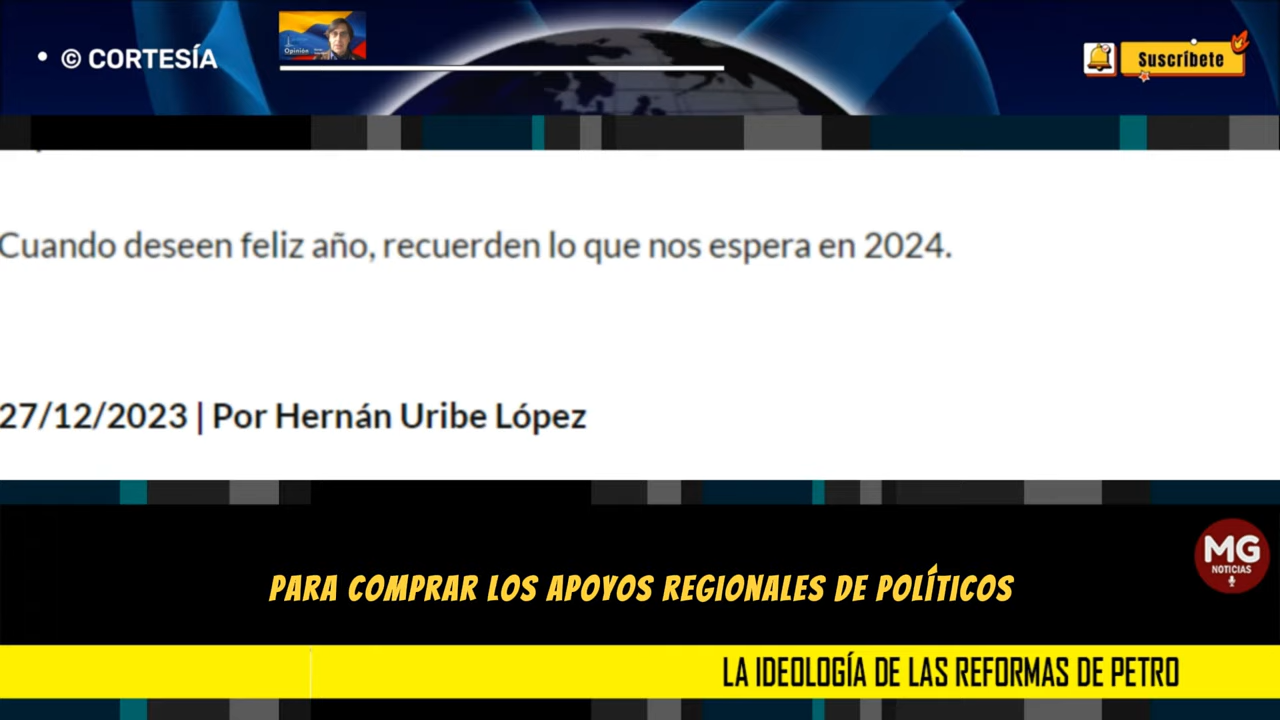 • © CORTESÍA
Opinión
Suscríbete
Cuando deseen feliz año, recuerden lo que nos espera en 2024.
27/12/2023 | Por Hernán Uribe López
MG
NOTICIAS
PARA COMPRAR LOS APOYOS REGIONALES DE POLÍTICOS
LA IDEOLOGÍA DE LAS REFORMAS DE PETRO